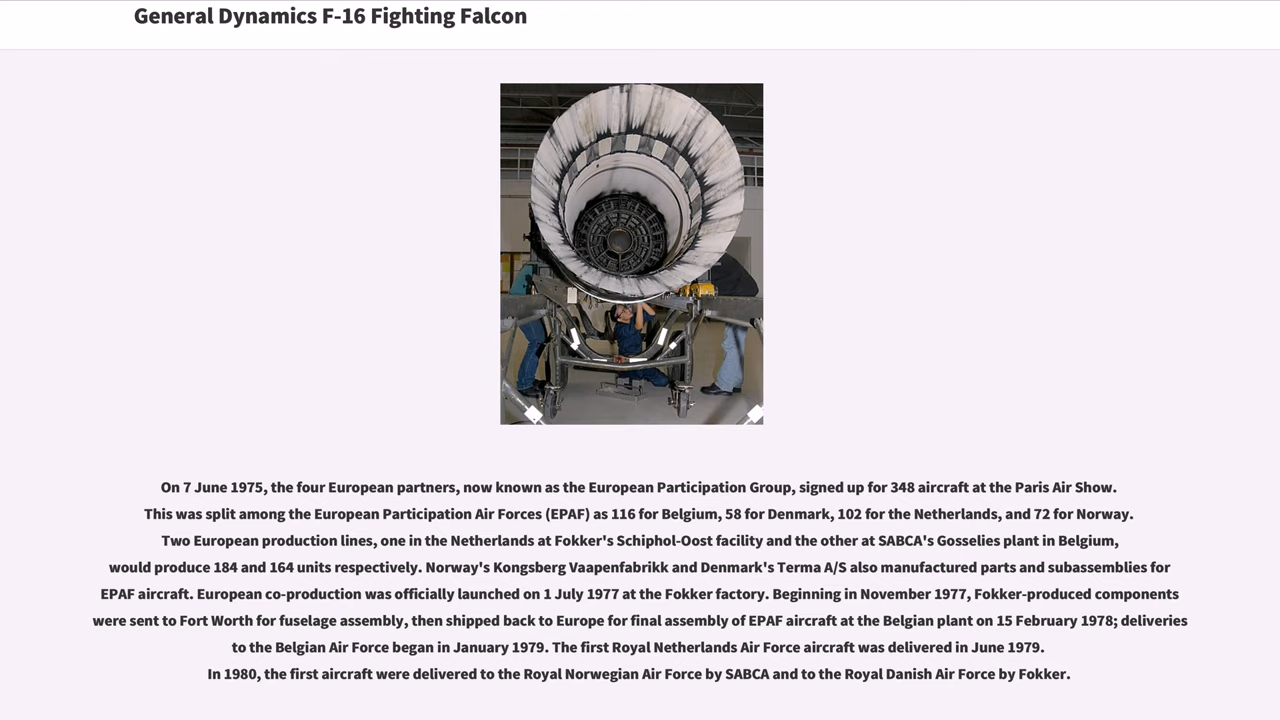 General Dynamics F-16 Fighting Falcon
On 7 June 1975, the four European partners, now known as the European Participation Group, signed up for 348 aircraft at the Paris Air Show.
This was split among the European Participation Air Forces (EPAF) as 116 for Belgium, 58 for Denmark, 102 for the Netherlands, and 72 for Norway.
Two European production lines, one in the Netherlands at Fokker's Schiphol-Oost facility and the other at SABCA's Gosselies plant in Belgium,
would produce 184 and 164 units respectively. Norway's Kongsberg Vaapenfabrikk and Denmark's Terma A/S also manufactured parts and subassemblies for
EPAF aircraft. European co-production was officially launched on 1 July 1977 at the Fokker factory. Beginning in November 1977, Fokker-produced components
were sent to Fort Worth for fuselage assembly, then shipped back to Europe for final assembly of EPAF aircraft at the Belgian plant on 15 February 1978; deliveries
to the Belgian Air Force began in January 1979. The first Royal Netherlands Air Force aircraft was delivered in June 1979.
In 1980, the first aircraft were delivered to the Royal Norwegian Air Force by SABCA and to the Royal Danish Air Force by Fokker.